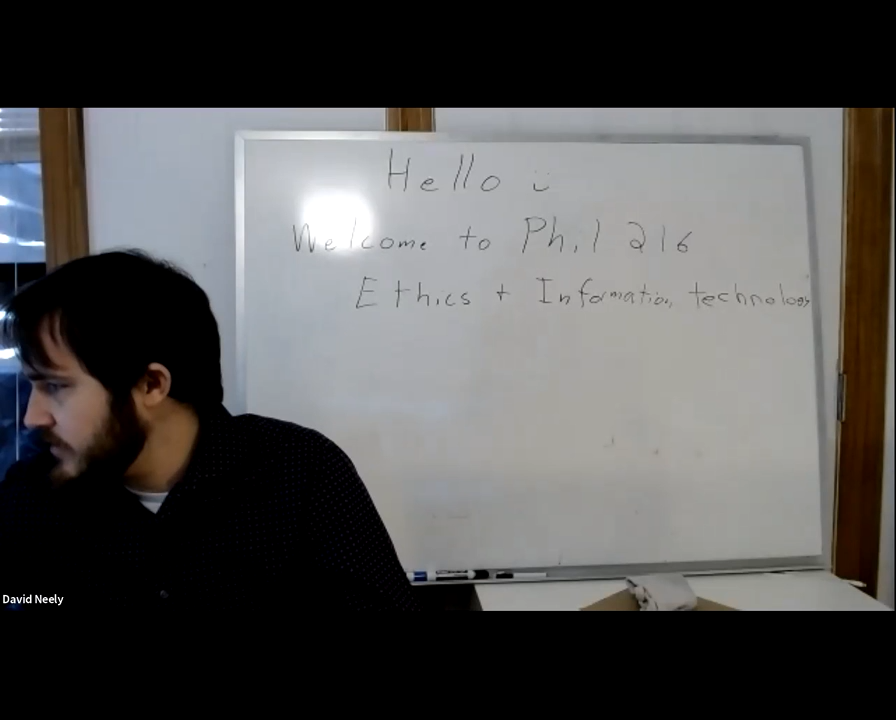 Hello :)
Welcome to Phil 216
Ethics + Information technology
David Neely